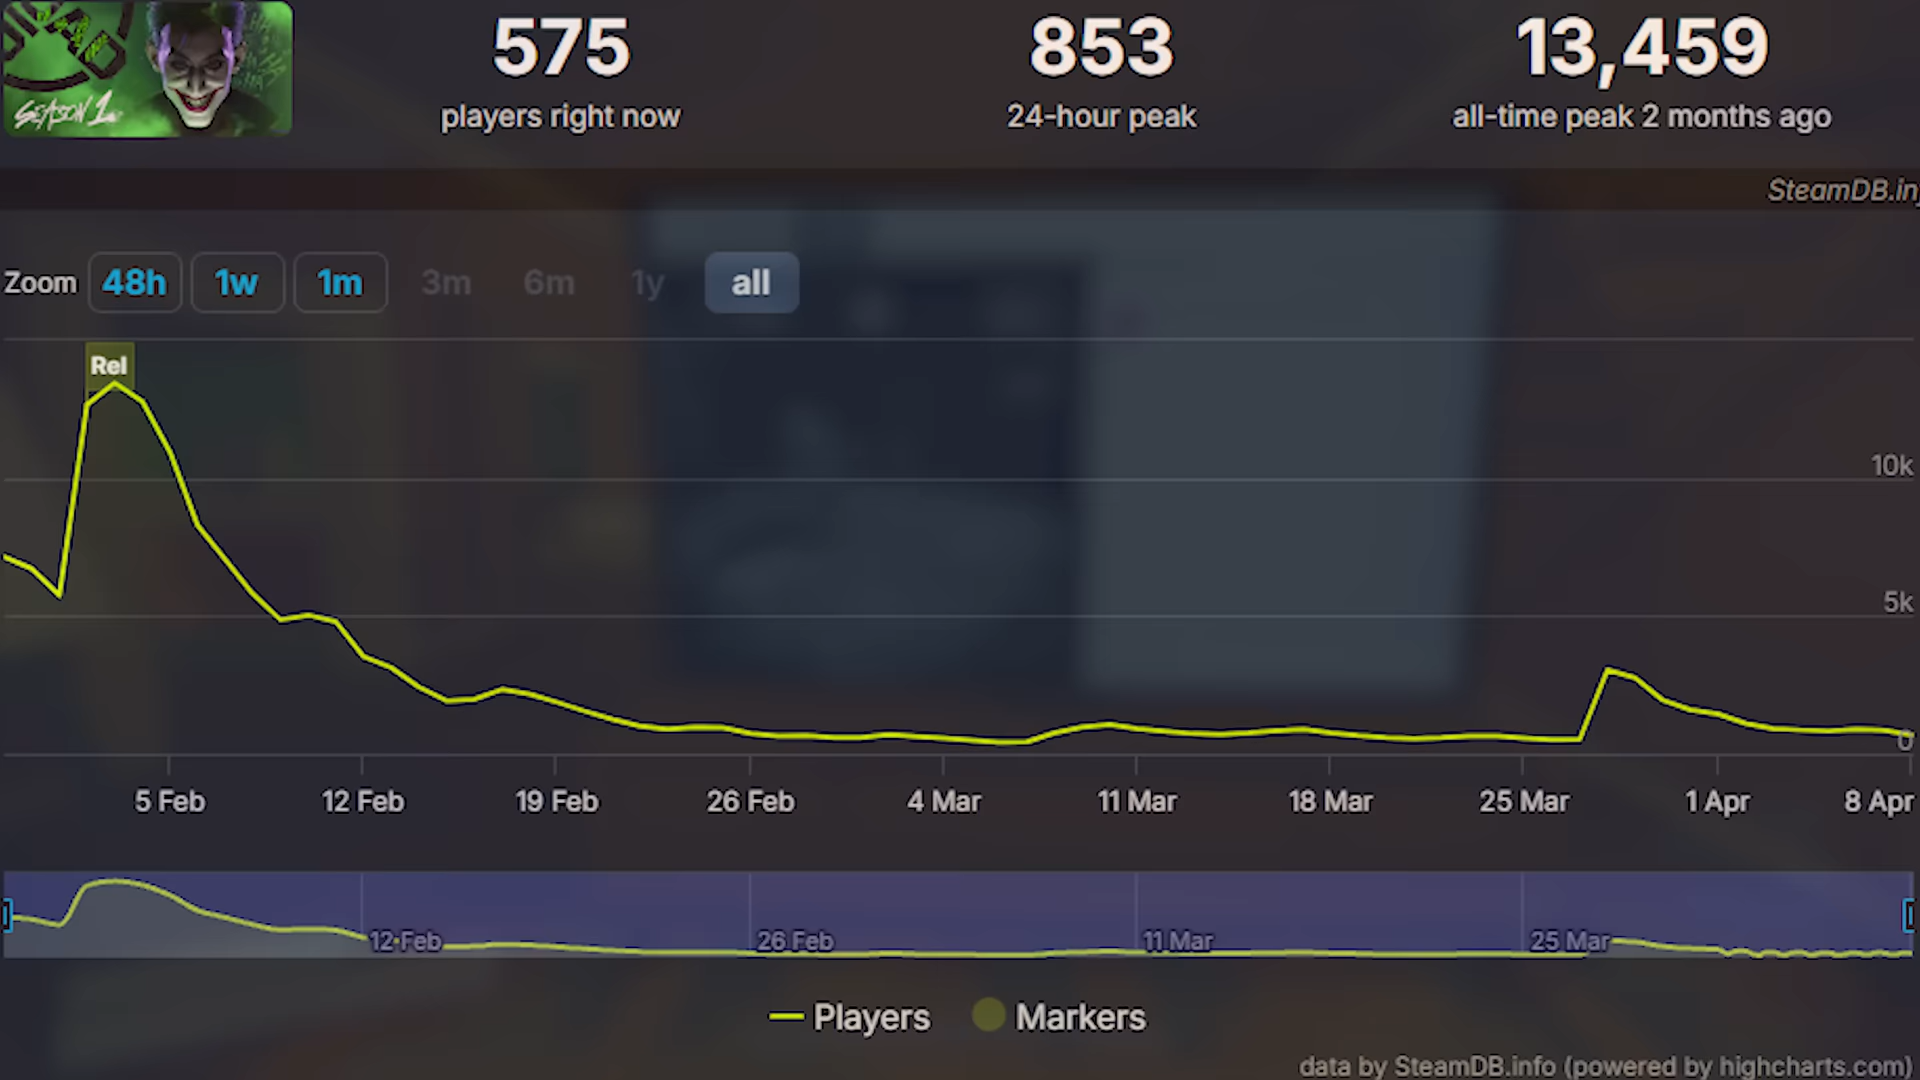 SEASON 1
575
players right now
853
24-hour peak
13,459
all-time peak 2 months ago
SteamDB.in
Zoom 48h 1w 1m 3m 6m 1y all
Rel
10k
5k
0
5 Feb 12 Feb 19 Feb 26 Feb 4 Mar 11 Mar 18 Mar 25 Mar 1 Apr 8 Apr
12 Feb 26 Feb 11 Mar 25 Mar
Players Markers
data by SteamDB.info (powered by highcharts.com)